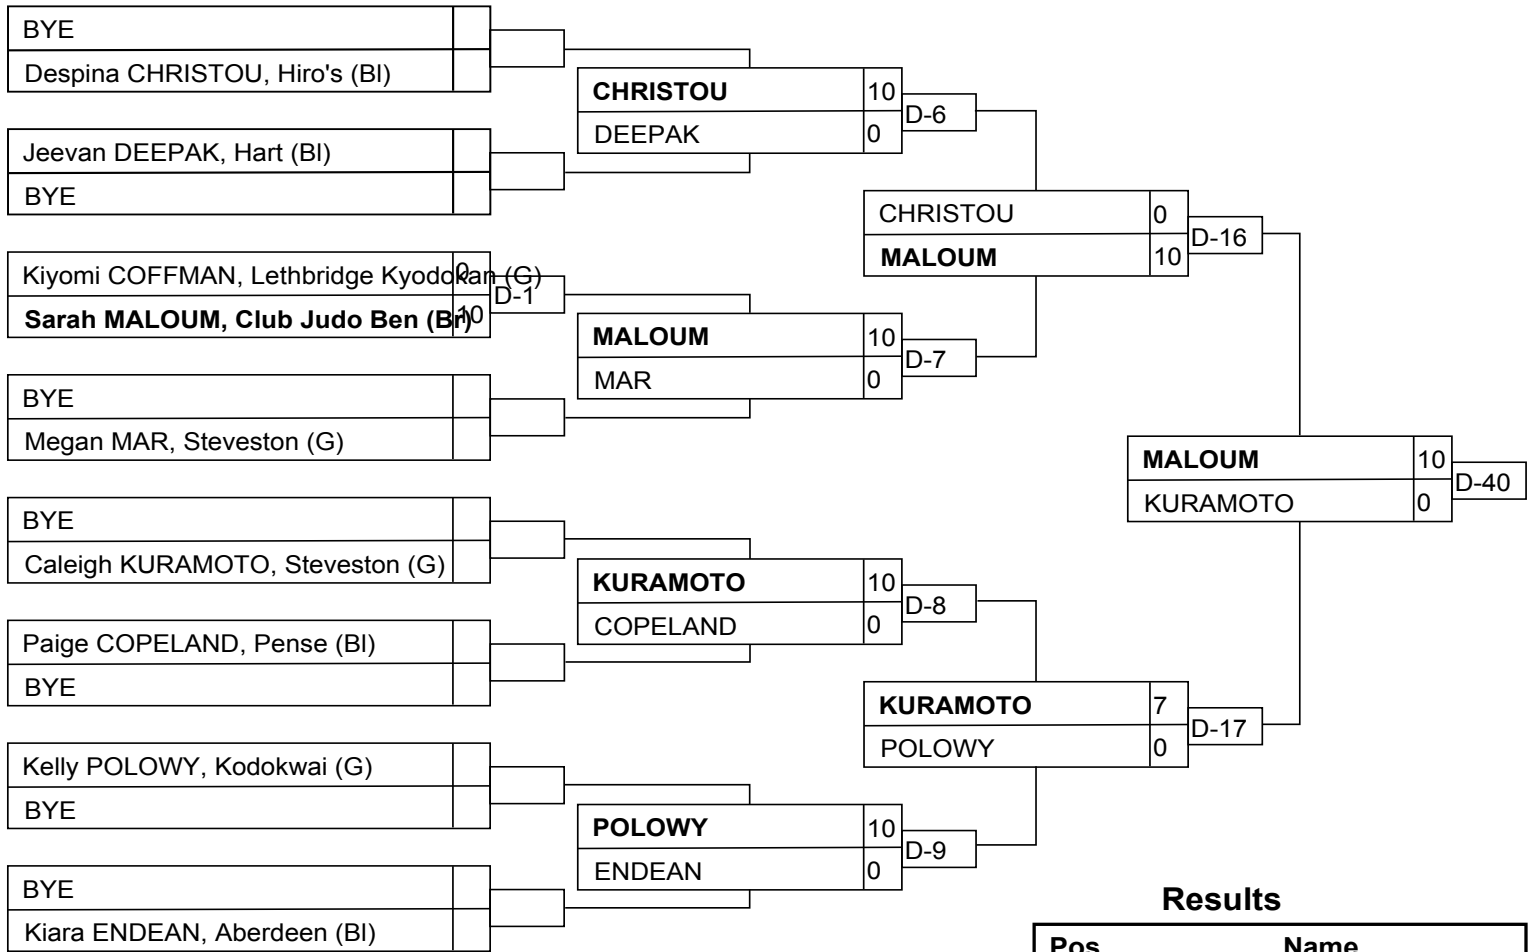 BYE
Despina CHRISTOU, Hiro's (Bl)
Jeevan DEEPAK, Hart (Bl)
BYE
Kiyomi COFFMAN, Lethbridge Kyodokan (G) 0
Sarah MALOUM, Club Judo Ben (Br) 10
D-1
BYE
Megan MAR, Steveston (G)
BYE
Caleigh KURAMOTO, Steveston (G)
Paige COPELAND, Pense (Bl)
BYE
Kelly POLOWY, Kodokwai (G)
BYE
BYE
Kiara ENDEAN, Aberdeen (Bl)
CHRISTOU 10
DEEPAK 0
D-6
MALOUM 10
MAR 0
D-7
KURAMOTO 10
COPELAND 0
D-8
POLOWY 10
ENDEAN 0
D-9
CHRISTOU 0
MALOUM 10
D-16
KURAMOTO 7
POLOWY 0
D-17
MALOUM 10
KURAMOTO 0
D-40
Results
Pos Name